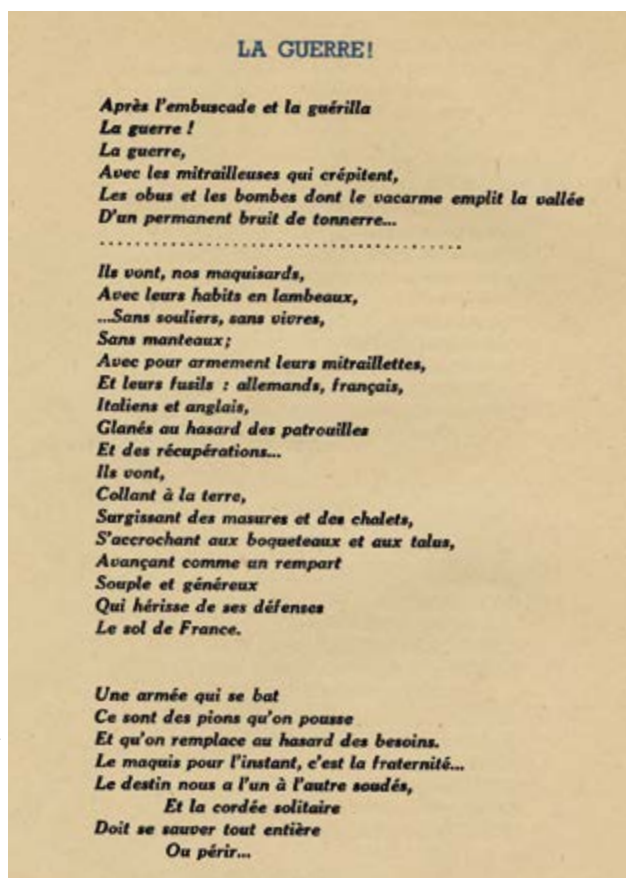 LA GUERRE!
Après l'embuscade et la guérilla
La guerre !
La guerre,
Avec les mitrailleuses qui crépitent,
Les obus et les bombes dont le vacarme emplit la vallée
D'un permanent bruit de tonnerre...
.........................................
Ils vont, nos maquisards,
Avec leurs habits en lambeaux,
...Sans souliers, sans vivres,
Sans manteaux;
Avec pour armement leurs mitraillettes,
Et leurs fusils : allemands, français,
Italiens et anglais,
Glanés au hasard des patrouilles
Et des récupérations...
Ils vont,
Collant à la terre,
Surgissant des masures et des chalets,
S'accrochant aux boqueteaux et aux talus,
Avançant comme un rempart
Souple et généreux
Qui hérisse de ses défenses
Le sol de France.
Une armée qui se bat
Ce sont des pions qu'on pousse
Et qu'on remplace au hasard des besoins.
Le maquis pour l'instant, c'est la fraternité...
Le destin nous a l'un à l'autre soudés,
Et la cordée solitaire
Doit se sauver tout entière
Ou périr...